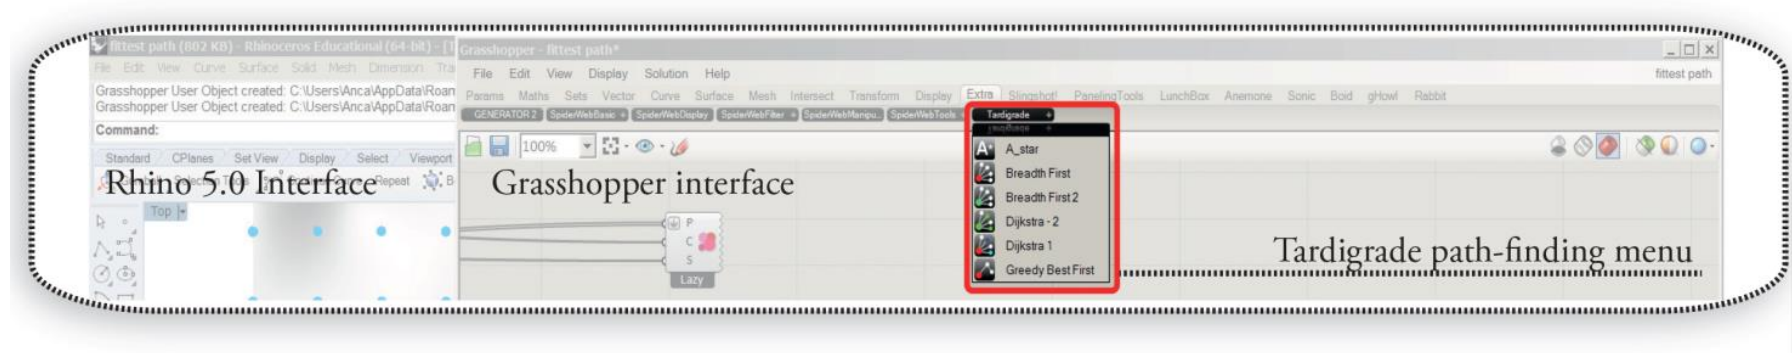 fittest path (802 KB) - Rhinoceros Educational (64-bit) - [T
File Edit View Curve Surface Solid Mesh Dimension Tra
Grasshopper User Object created: C:\Users\Anca\AppData\Roam
Grasshopper User Object created: C:\Users\Anca\AppData\Roam
Command:
Standard CPlanes Set View Display Select Viewport
Rhino 5.0 Interface
Repeat B
Top
Grasshopper - fittest path*
File Edit View Display Solution Help
fittest path
Params Maths Sets Vector Curve Surface Mesh Intersect Transform Display Extra Slingshot! PanelingTools LunchBox Anemone Sonic Boid gHowl Rabbit
GENERATOR 2 SpiderWebBasic + SpiderWebDisplay SpiderWebFilter + SpiderWebManipu.. SpiderWebTools + Tardigrade +
100%
Grasshopper interface
P
C
S
Lazy
A_star
Breadth First
Breadth First 2
Dijkstra - 2
Dijkstra 1
Greedy Best First
Tardigrade path-finding menu